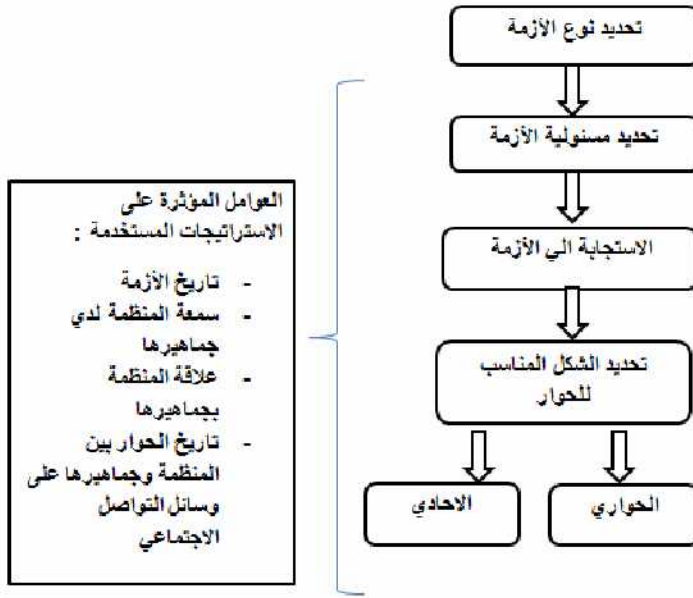 تحديد نوع الأزمة
تحديد مسئولية الأزمة
الاستجابة الي الأزمة
تحديد الشكل المناسب
للحوار
الحواري
الاحادي
العوامل المؤثرة على
الاستراتيجات المستخدمة :
- تاريخ الأزمة
- سمعة المنظمة لدي
جماهيرها
- علاقة المنظمة
بجماهيرها
- تاريخ الحوار بين
المنظمة وجماهيرها على
وسائل التواصل
الاجتماعي